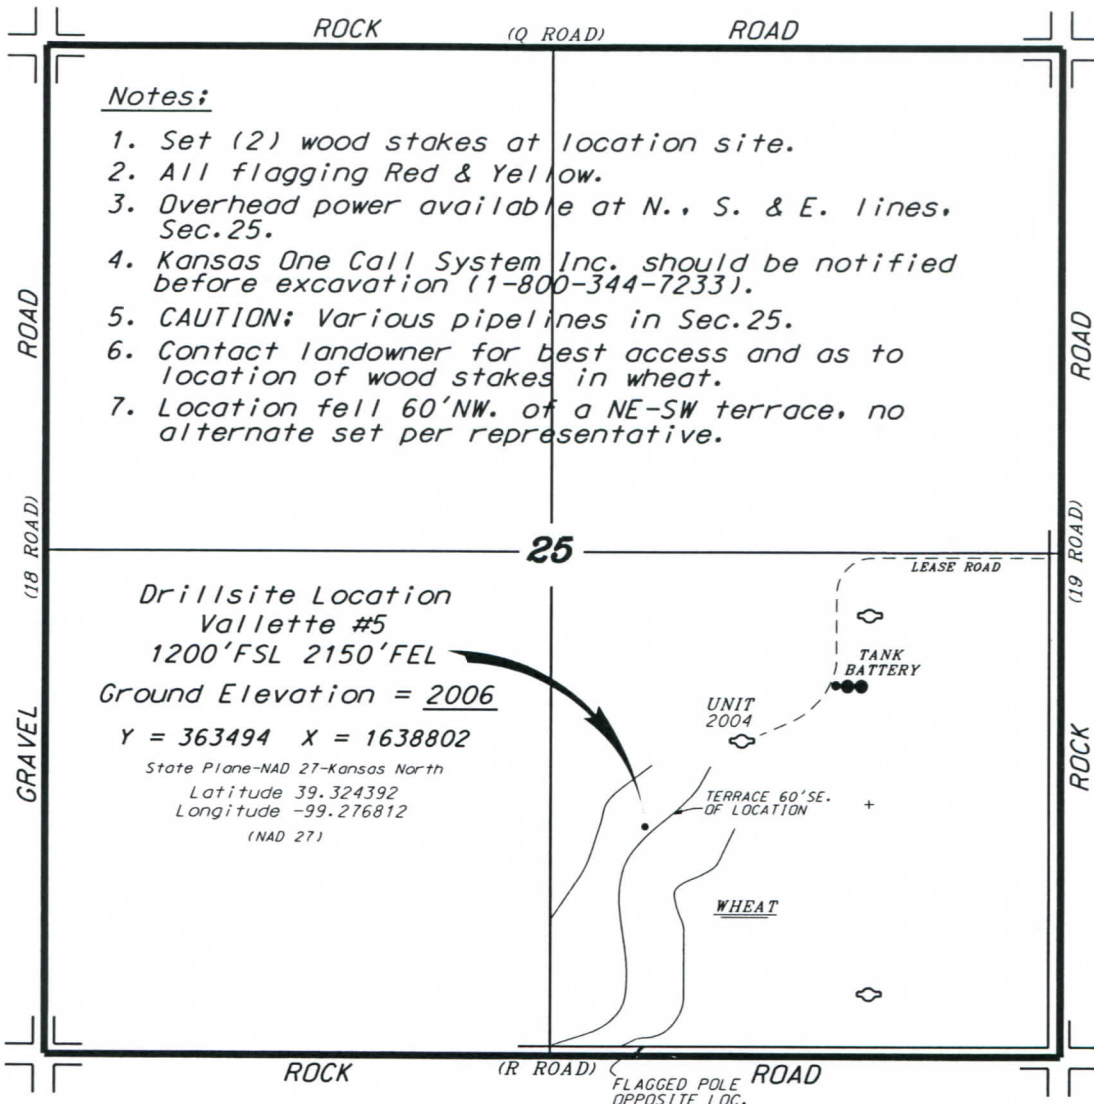 ROCK (Q ROAD) ROAD
Notes:
1. Set (2) wood stakes at location site.
2. All flagging Red & Yellow.
3. Overhead power available at N., S. & E. lines,
Sec.25.
4. Kansas One Call System Inc. should be notified
before excavation (1-800-344-7233).
5. CAUTION: Various pipelines in Sec.25.
6. Contact landowner for best access and as to
location of wood stakes in wheat.
7. Location fell 60'NW. of a NE-SW terrace, no
alternate set per representative.
ROAD
(18 ROAD)
GRAVEL
ROAD
(19 ROAD)
ROCK
25
LEASE ROAD
Drillsite Location
Vallette #5
1200'FSL 2150'FEL
Ground Elevation = 2006
Y = 363494 X = 1638802
State Plane-NAD 27-Kansas North
Latitude 39.324392
Longitude -99.276812
(NAD 27)
TANK
BATTERY
UNIT
2004
TERRACE 60'SE.
OF LOCATION
WHEAT
ROCK (R ROAD) ROAD
FLAGGED POLE
OPPOSITE LOC.